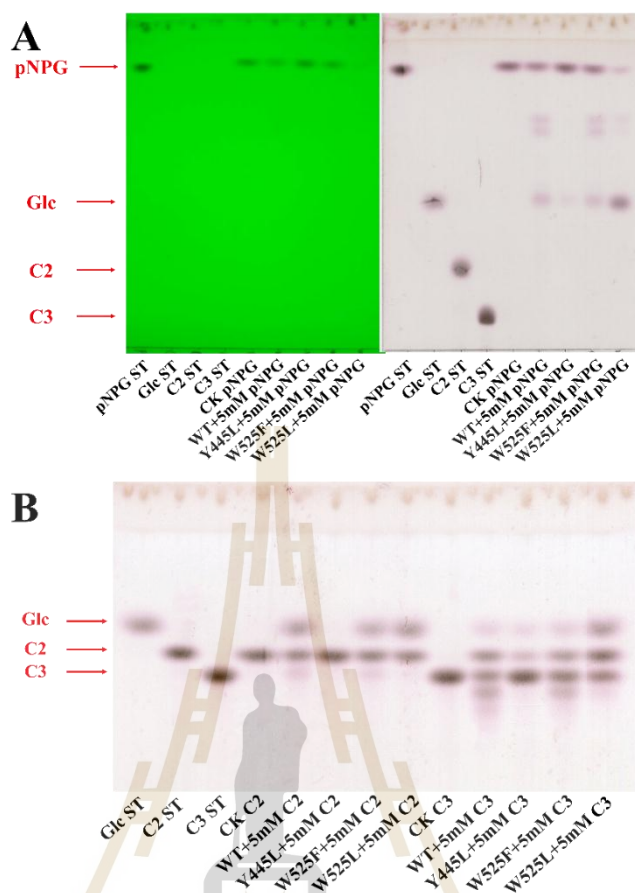 A
pNPG
Glc
C2
C3
pNPG ST
Glc ST
C2 ST
C3 ST
CK pNPG
WT+5mM pNPG
Y445L+5mM pNPG
W525F+5mM pNPG
W525L+5mM pNPG
pNPG ST
Glc ST
C2 ST
C3 ST
CK pNPG
WT+5mM pNPG
Y445L+5mM pNPG
W525F+5mM pNPG
W525L+5mM pNPG
B
Glc
C2
C3
Glc ST
C2 ST
C3 ST
CK C2
WT+5mM C2
Y445L+5mM C2
W525F+5mM C2
W525L+5mM C2
CK C3
WT+5mM C3
Y445L+5mM C3
W525F+5mM C3
W525L+5mM C3